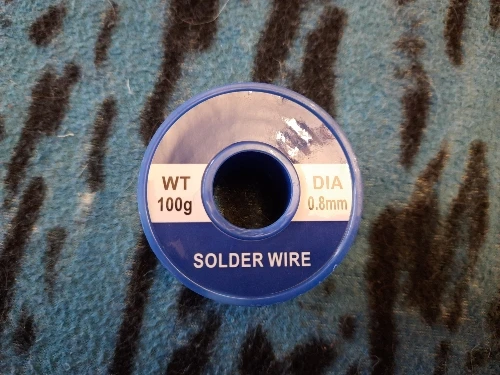 WT
100g
DIA
0.8mm
SOLDER WIRE